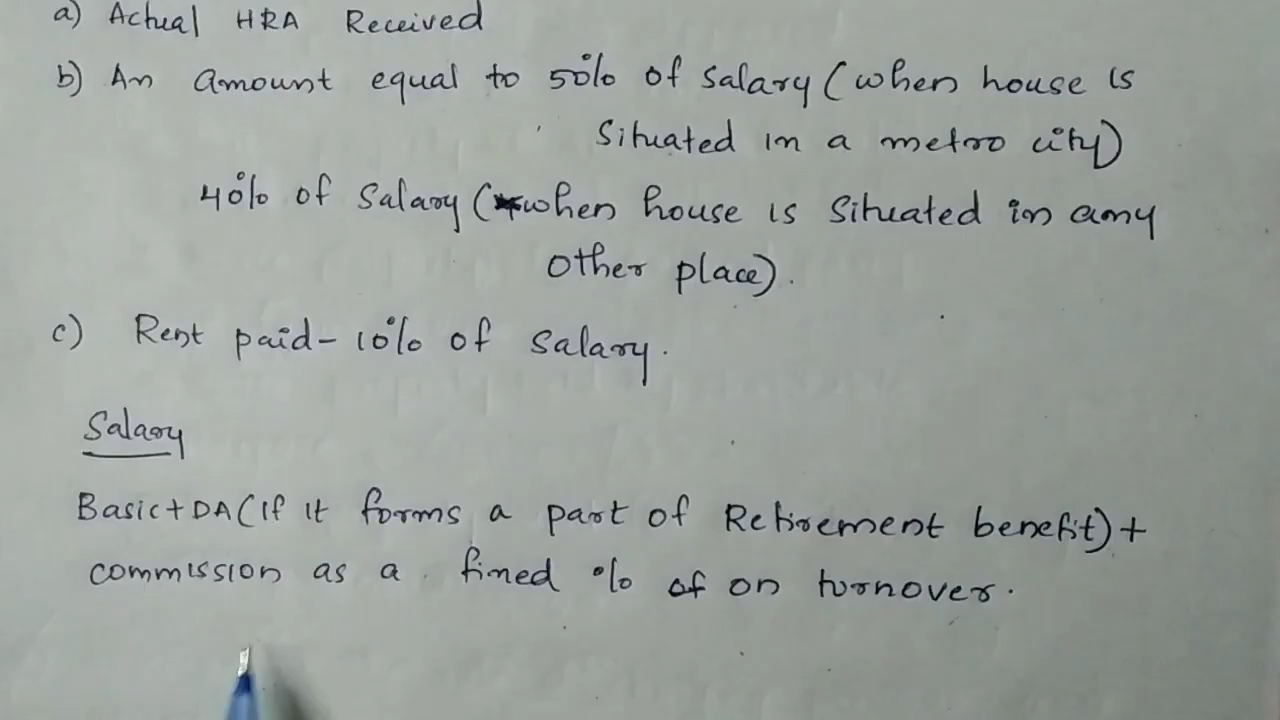 a) Actual HRA Received
b) An amount equal to 50% of salary (when house is
situated in a metro city)
40% of salary (when house is situated in any
other place).
c) Rent paid - 10% of salary.
Salary
Basic + DA (If it forms a part of Retirement benefit) +
commission as a fixed % of on turnover.